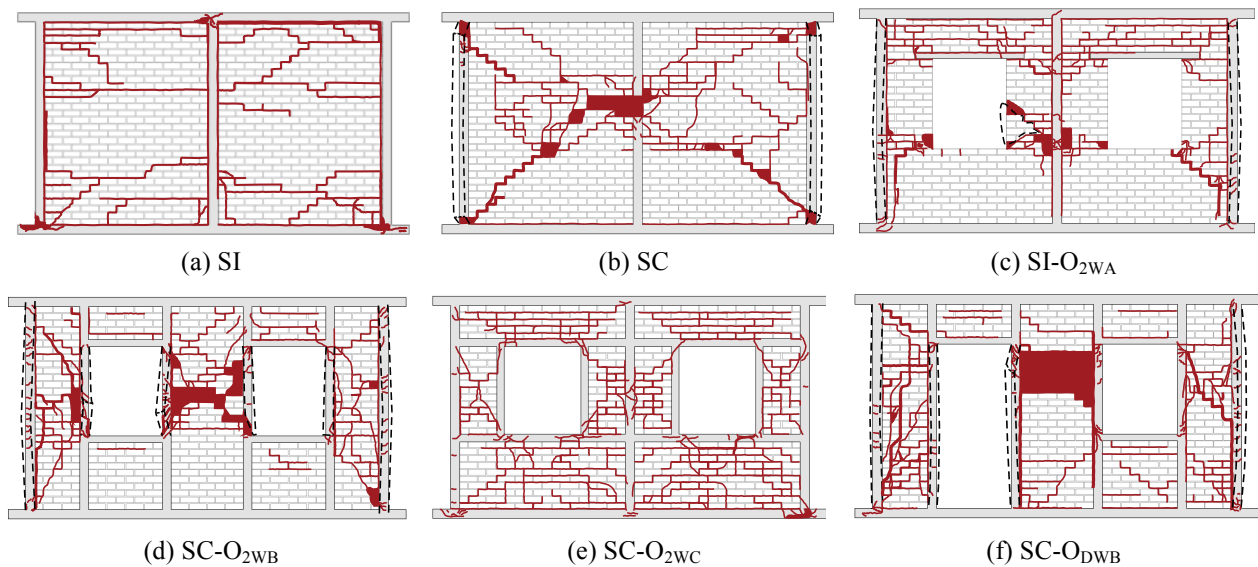 (a) SI
(b) SC
(c) SI-O2WA
(d) SC-O2WB
(e) SC-O2WC
(f) SC-ODWB